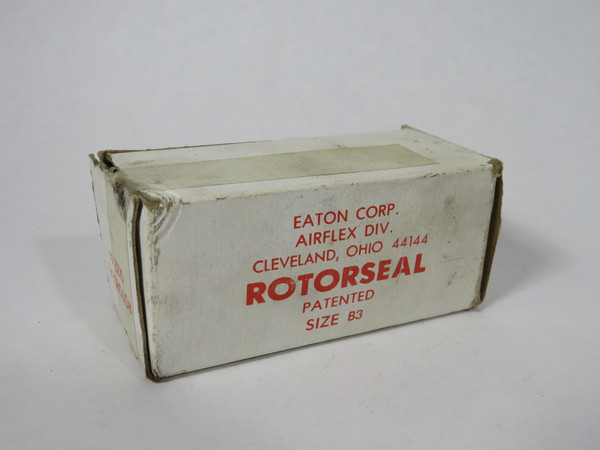 EATON CORP.
AIRFLEX DIV.
CLEVELAND, OHIO 44144
ROTORSEAL
PATENTED
SIZE B3